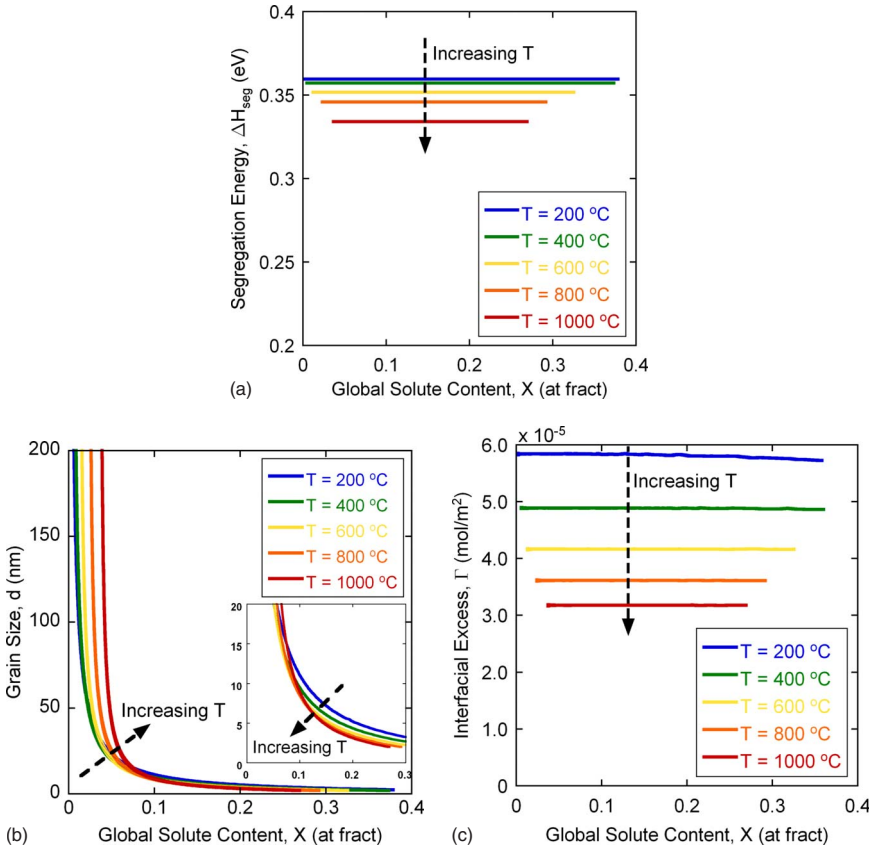 0.4
0.35
0.3
0.25
0.2
Segregation Energy, ΔHseg (eV)
Increasing T
T = 200 ºC
T = 400 ºC
T = 600 ºC
T = 800 ºC
T = 1000 ºC
0 0.1 0.2 0.3 0.4
(a) Global Solute Content, X (at fract)
200
150
100
50
0
Grain Size, d (nm)
T = 200 ºC
T = 400 ºC
T = 600 ºC
T = 800 ºC
T = 1000 ºC
20
15
10
5
0
0 0.1 0.2 0.3
Increasing T
Increasing T
0 0.1 0.2 0.3 0.4
(b) Global Solute Content, X (at fract)
x 10-5
6.0
5.0
4.0
3.0
2.0
1.0
0
Interfacial Excess, Γ (mol/m2)
Increasing T
T = 200 ºC
T = 400 ºC
T = 600 ºC
T = 800 ºC
T = 1000 ºC
0 0.1 0.2 0.3 0.4
(c) Global Solute Content, X (at fract)